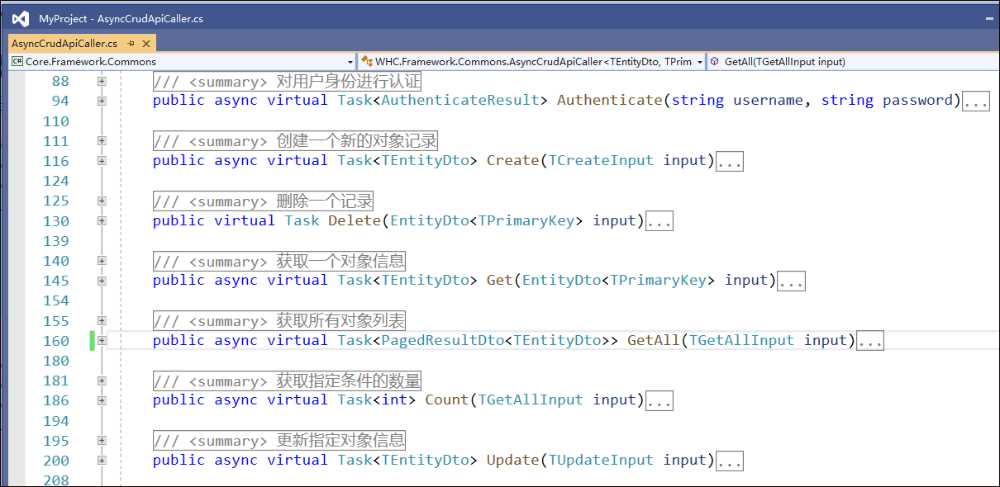 MyProject - AsyncCrudApiCaller.cs
AsyncCrudApiCaller.cs
C# Core.Framework.Commons WHC.Framework.Commons.AsyncCrudApiCaller<TEntityDto, TPrim GetAll(TGetAllInput input)
88 /// <summary> 对用户身份进行认证
94 public async virtual Task<AuthenticateResult> Authenticate(string username, string password)...
110
111 /// <summary> 创建一个新的对象记录
116 public async virtual Task<TEntityDto> Create(TCreateInput input)...
124
125 /// <summary> 删除一个记录
130 public virtual Task Delete(EntityDto<TPrimaryKey> input)...
139
140 /// <summary> 获取一个对象信息
145 public async virtual Task<TEntityDto> Get(EntityDto<TPrimaryKey> input)...
154
155 /// <summary> 获取所有对象列表
160 public async virtual Task<PagedResultDto<TEntityDto>> GetAll(TGetAllInput input)...
180
181 /// <summary> 获取指定条件的数量
186 public async virtual Task<int> Count(TGetAllInput input)...
194
195 /// <summary> 更新指定对象信息
200 public async virtual Task<TEntityDto> Update(TUpdateInput input)...
208